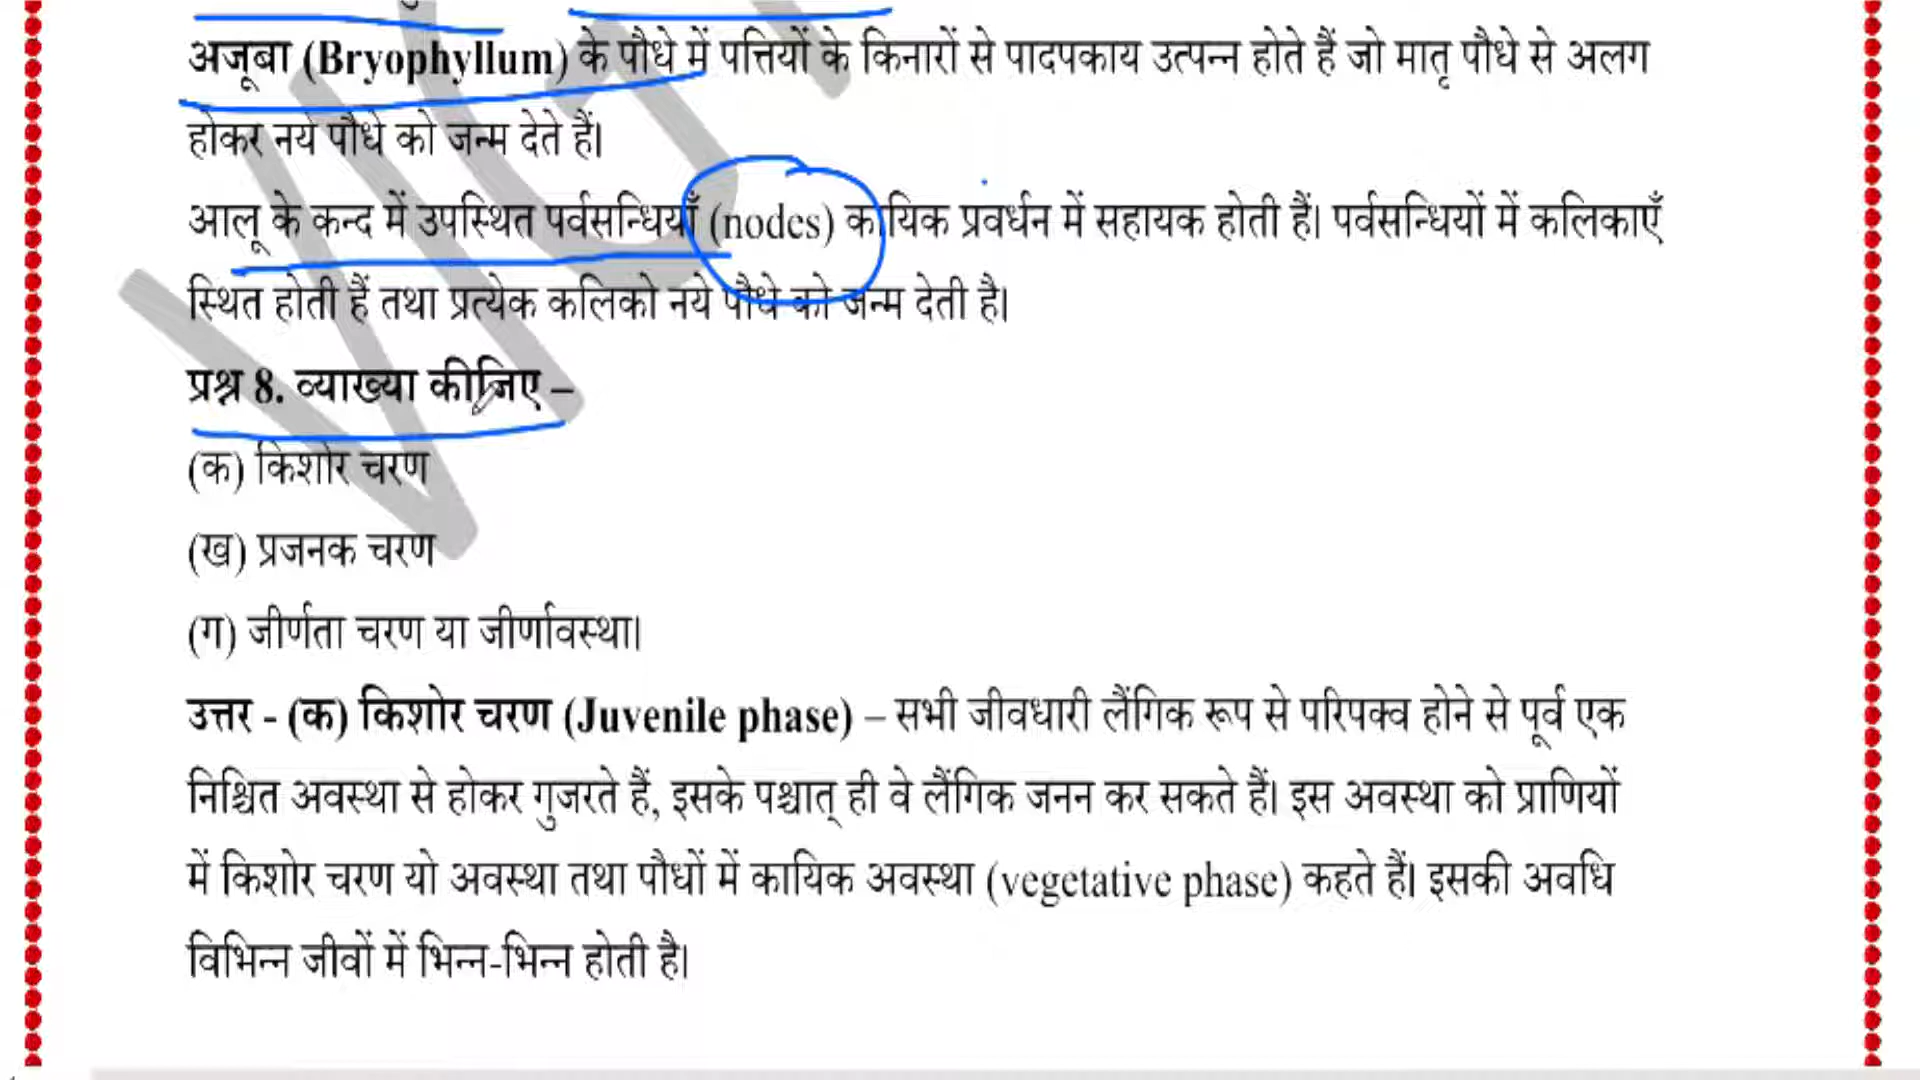 अजूबा (Bryophyllum) के पौधे में पत्तियों के किनारों से पादपकाय उत्पन्न होते हैं जो मातृ पौधे से अलग
होकर नये पौधे को जन्म देते हैं।
आलू के कन्द में उपस्थित पर्वसन्धियाँ (nodes) कायिक प्रवर्धन में सहायक होती हैं। पर्वसन्धियों में कलिकाएँ
स्थित होती हैं तथा प्रत्येक कलिको नये पौधे को जन्म देती है।
प्रश्न 8. व्याख्या कीजिए –
(क) किशोर चरण
(ख) प्रजनक चरण
(ग) जीर्णता चरण या जीर्णावस्था।
उत्तर - (क) किशोर चरण (Juvenile phase) – सभी जीवधारी लैंगिक रूप से परिपक्व होने से पूर्व एक
निश्चित अवस्था से होकर गुजरते हैं, इसके पश्चात् ही वे लैंगिक जनन कर सकते हैं। इस अवस्था को प्राणियों
में किशोर चरण यो अवस्था तथा पौधों में कायिक अवस्था (vegetative phase) कहते हैं। इसकी अवधि
विभिन्न जीवों में भिन्न-भिन्न होती है।